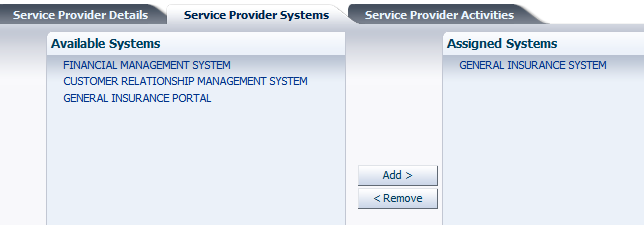 Service Provider Details
Service Provider Systems
Service Provider Activities
Available Systems
FINANCIAL MANAGEMENT SYSTEM
CUSTOMER RELATIONSHIP MANAGEMENT SYSTEM
GENERAL INSURANCE PORTAL
Add >
< Remove
Assigned Systems
GENERAL INSURANCE SYSTEM